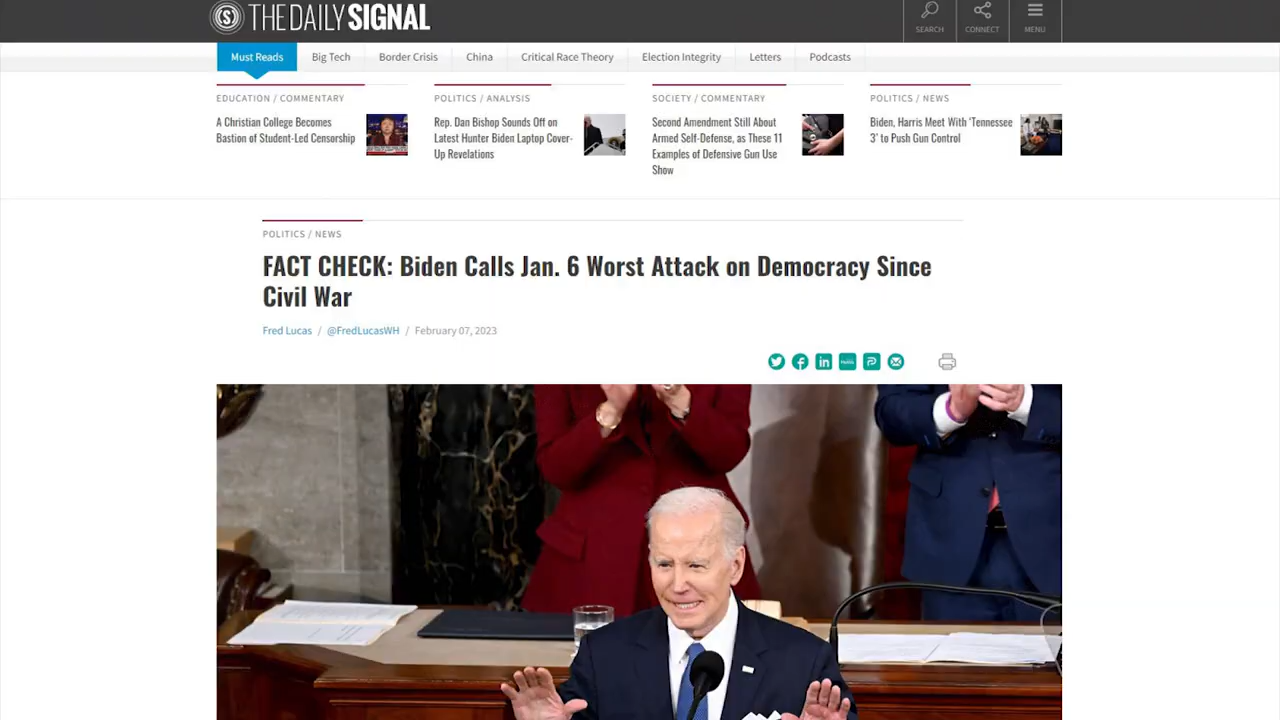 THE DAILY SIGNAL
SEARCH
CONNECT
MENU
Must Reads
Big Tech
Border Crisis
China
Critical Race Theory
Election Integrity
Letters
Podcasts
EDUCATION / COMMENTARY
A Christian College Becomes
Bastion of Student-Led Censorship
POLITICS / ANALYSIS
Rep. Dan Bishop Sounds Off on
Latest Hunter Biden Laptop Cover-
Up Revelations
SOCIETY / COMMENTARY
Second Amendment Still About
Armed Self-Defense, as These 11
Examples of Defensive Gun Use
Show
POLITICS / NEWS
Biden, Harris Meet With ‘Tennessee
3’ to Push Gun Control
POLITICS / NEWS
FACT CHECK: Biden Calls Jan. 6 Worst Attack on Democracy Since
Civil War
Fred Lucas / @FredLucasWH / February 07, 2023